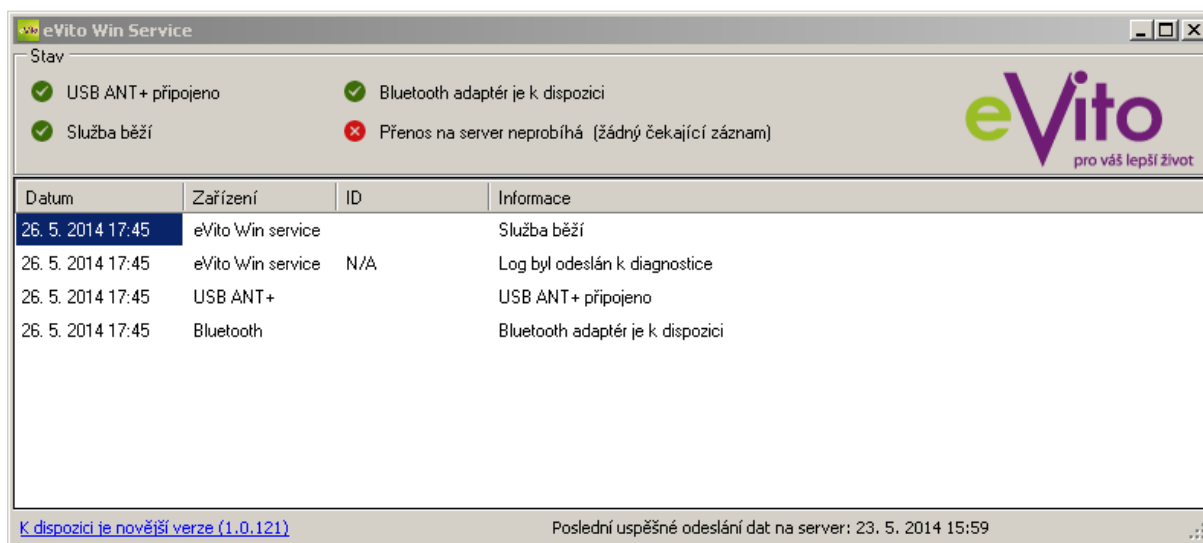 eVito Win Service
Stav
USB ANT+ připojeno
Bluetooth adaptér je k dispozici
Služba běží
Přenos na server neprobíhá (žádný čekající záznam)
eVito
pro váš lepší život
Datum Zařízení ID Informace
26. 5. 2014 17:45 eVito Win service Služba běží
26. 5. 2014 17:45 eVito Win service N/A Log byl odeslán k diagnostice
26. 5. 2014 17:45 USB ANT+ USB ANT+ připojeno
26. 5. 2014 17:45 Bluetooth Bluetooth adaptér je k dispozici
K dispozici je novější verze (1.0.121)
Poslední uspěšné odeslání dat na server: 23. 5. 2014 15:59